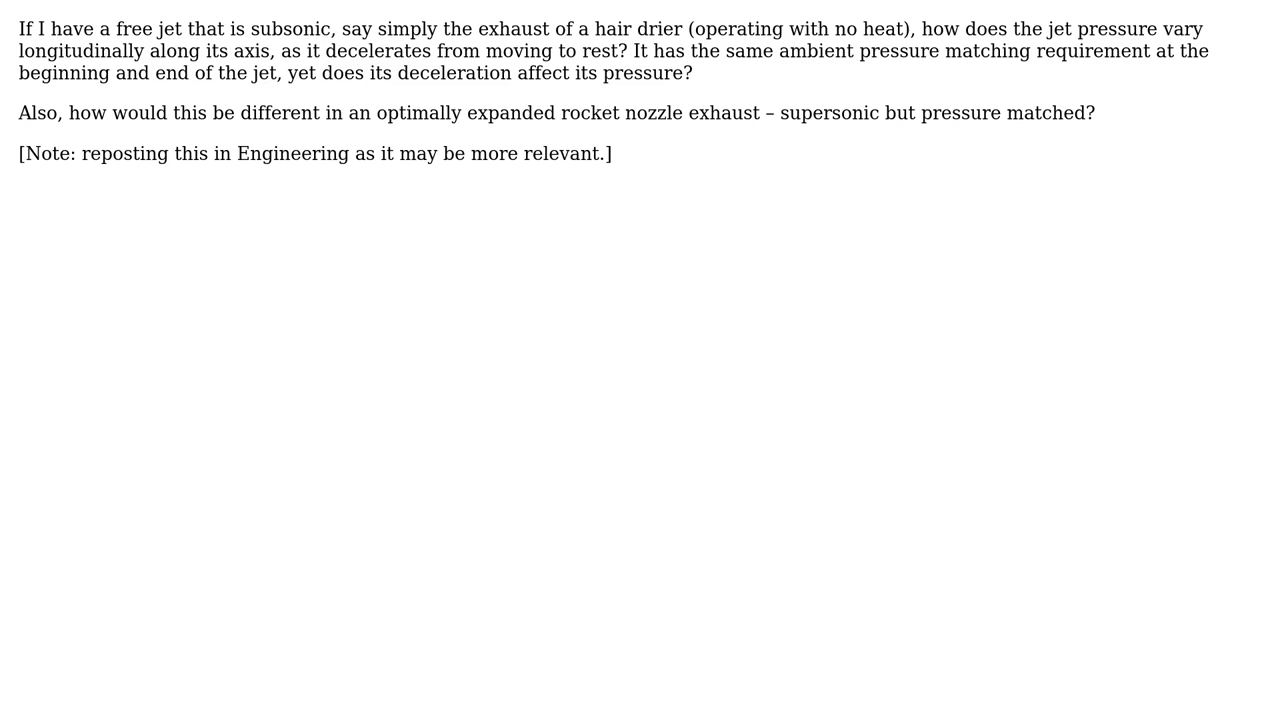 If I have a free jet that is subsonic, say simply the exhaust of a hair drier (operating with no heat), how does the jet pressure vary
longitudinally along its axis, as it decelerates from moving to rest? It has the same ambient pressure matching requirement at the
beginning and end of the jet, yet does its deceleration affect its pressure?
Also, how would this be different in an optimally expanded rocket nozzle exhaust – supersonic but pressure matched?
[Note: reposting this in Engineering as it may be more relevant.]